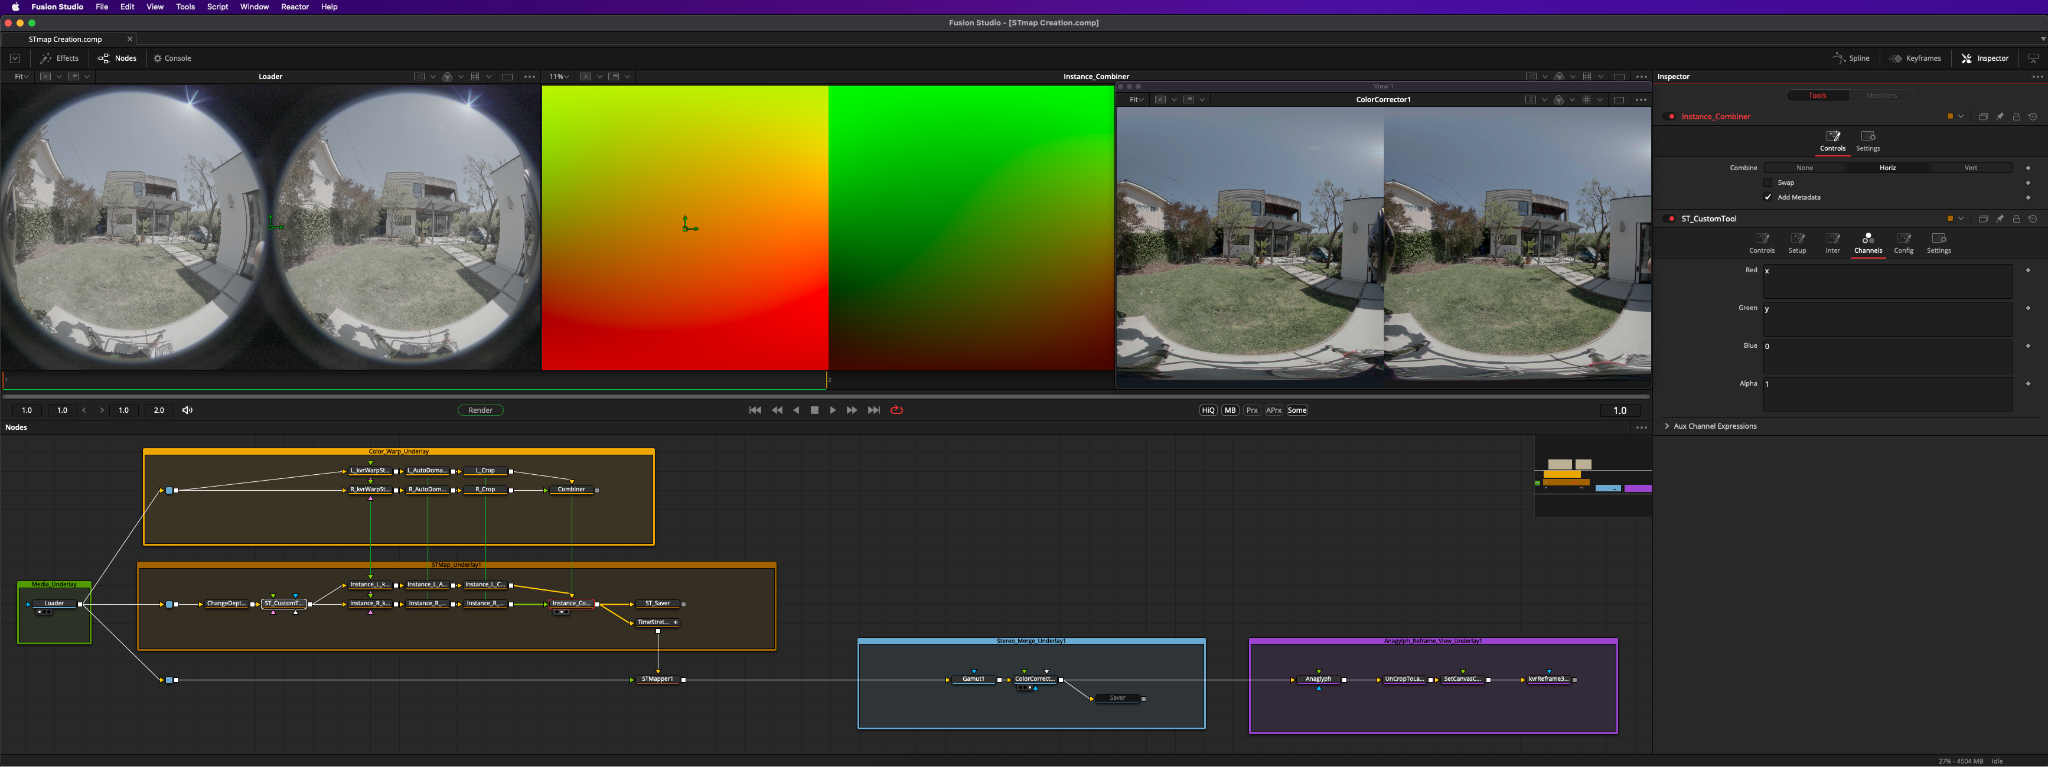 Fusion Studio File Edit View Tools Script Window Reactor Help
Fusion Studio - [STmap Creation.comp]
STmap Creation.comp
Effects Nodes Console Spline Keyframes Inspector
Fit Loader 11% Instance_Combiner Inspector
View 1
Fit ColorCorrector1
Tools Modifiers
Instance_Combiner
Controls Settings
Combine None Horiz Vert
Swap
Add Metadata
ST_CustomTool
Controls Setup Inter Channels Config Settings
Red x
Green y
Blue 0
Alpha 1
Aux Channel Expressions
1 2
1.0 1.0 1.0 2.0 Render HiQ MB Prx APrx Some 1.0
Nodes
Color_Warp_Underlay
L_kvrWarpSt... L_AutoDoma... L_Crop
R_kvrWarpSt... R_AutoDom... R_Crop Combiner
STMap_Underlay1
Media_Underlay
Instance_L_k... Instance_L_A... Instance_L_C...
Loader ChangeDept... ST_CustomT... Instance_R_k... Instance_R_... Instance_R_... Instance_Co... ST_Saver
TimeStret...
Stereo_Merge_Underlay1 Anaglyph_Reframe_View_Underlay1
STMapper1 Gamut1 ColorCorrect... Anaglyph UnCropToLa... SetCanvasC... kvrReframe3...
Saver
27% - 4504 MB Idle